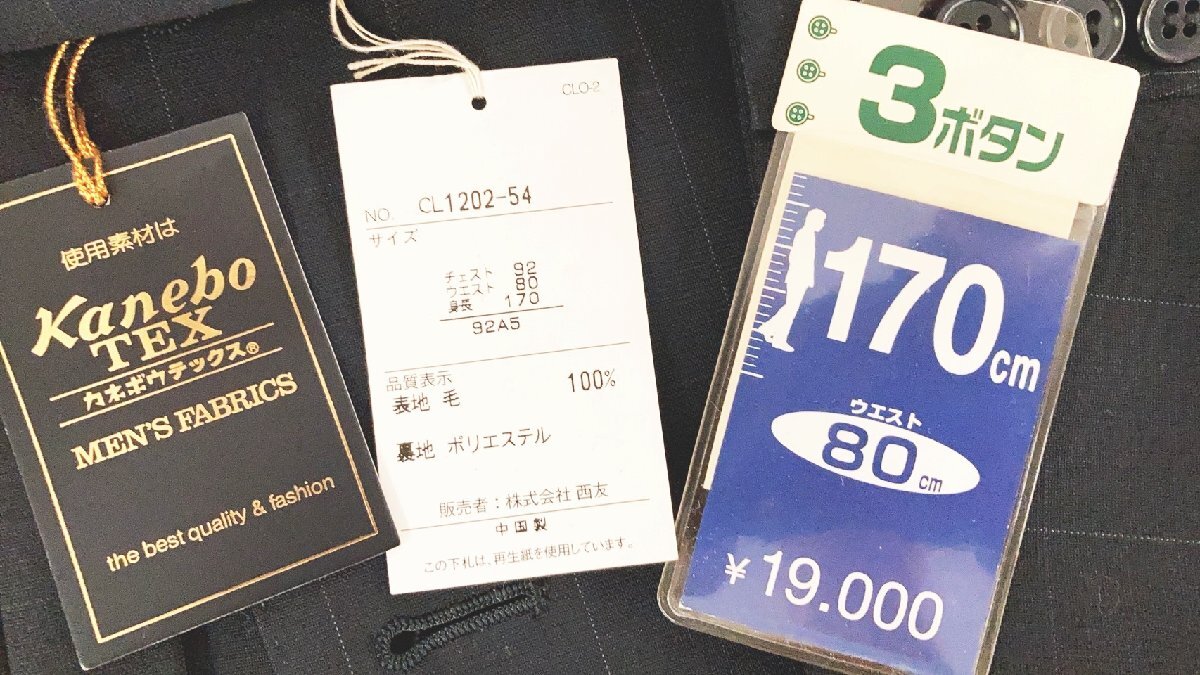 使用素材は
Kanebo
TEX
カネボウテックス®
MEN'S FABRICS
the best quality & fashion
CLO-2
NO. CL1202-54
サイズ
チェスト 92
ウエスト 80
身長 170
92A5
品質表示
表地 毛 100%
裏地 ポリエステル
販売者：株式会社 西友
中国製
この下札は、再生紙を使用しています。
3ボタン
170cm
ウエスト
80cm
¥19.000